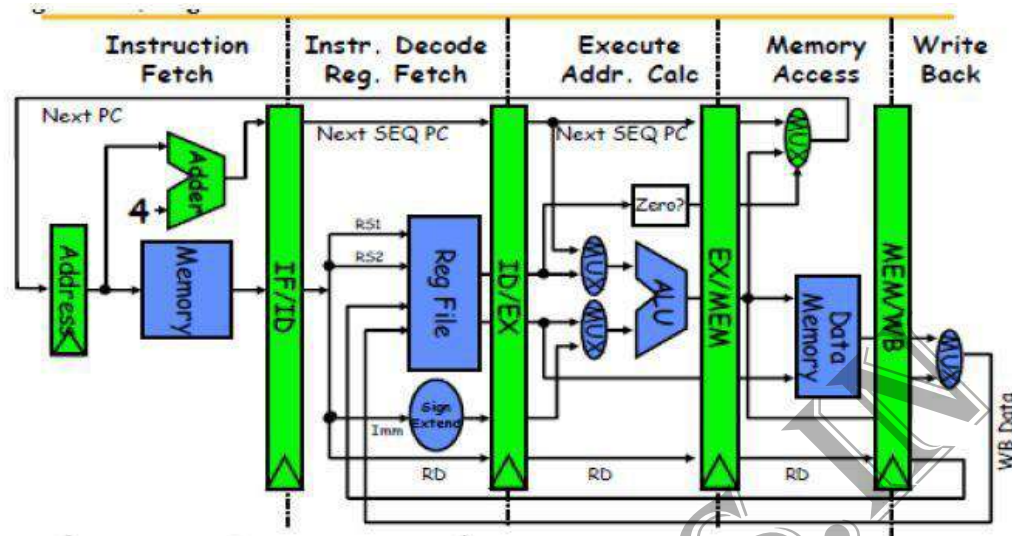 Instruction Fetch
Instr. Decode Reg. Fetch
Execute Addr. Calc
Memory Access
Write Back
Next PC
Next SEQ PC
Next SEQ PC
MUX
Adder
4
Zero?
RS1
RS2
Address
Memory
IF/ID
Reg File
ID/EX
MUX
MUX
ALU
EX/MEM
Data Memory
MEM/WB
MUX
Sign Extend
Imm
RD
RD
RD
WB Data